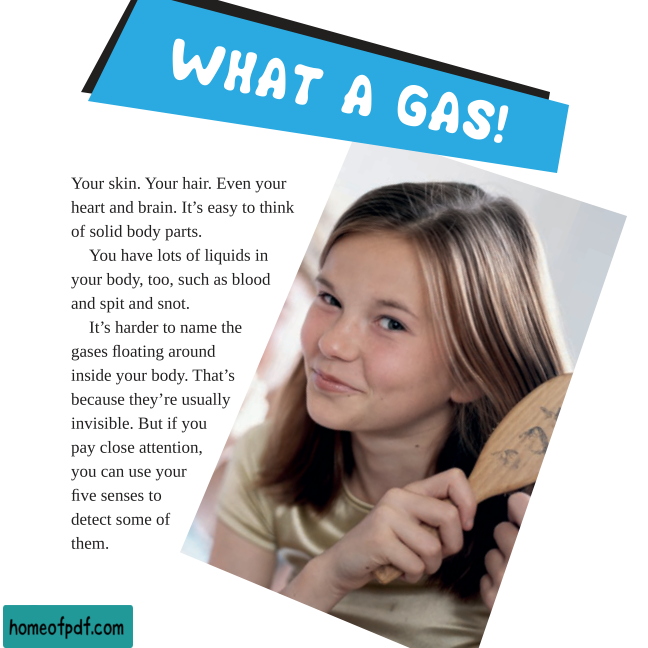 WHAT A GAS!
Your skin. Your hair. Even your
heart and brain. It’s easy to think
of solid body parts.
You have lots of liquids in
your body, too, such as blood
and spit and snot.
It’s harder to name the
gases floating around
inside your body. That’s
because they’re usually
invisible. But if you
pay close attention,
you can use your
five senses to
detect some of
them.
homeofpdf.com